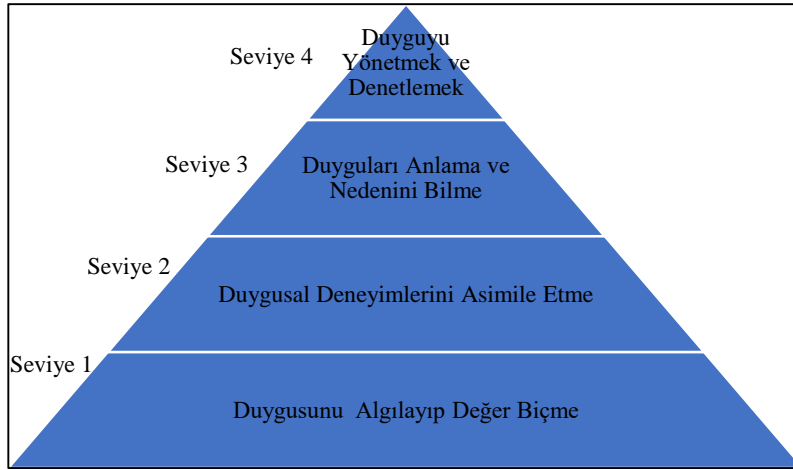 Seviye 4
Duyguyu
Yönetmek ve
Denetlemek
Seviye 3
Duyguları Anlama ve
Nedenini Bilme
Seviye 2
Duygusal Deneyimlerini Asimile Etme
Seviye 1
Duygusunu Algılayıp Değer Biçme